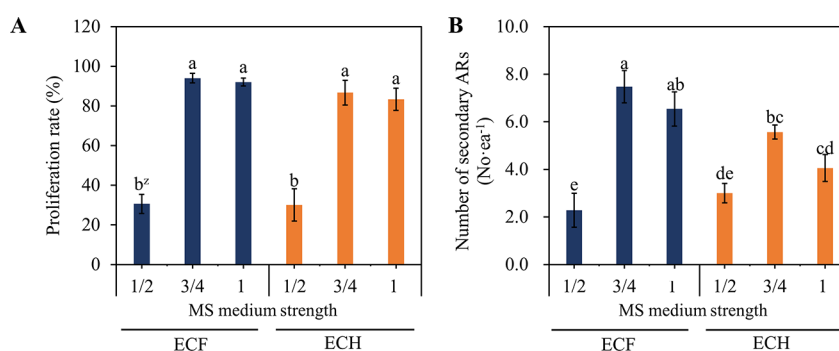 A
Proliferation rate (%)
120
100
80
60
40
20
0
bᶻ
a
a
b
a
a
1/2 3/4 1 1/2 3/4 1
MS medium strength
ECF ECH
B
Number of secondary ARs
(No·ea⁻¹)
10.0
8.0
6.0
4.0
2.0
0.0
e
a
ab
de
bc
cd
1/2 3/4 1 1/2 3/4 1
MS medium strength
ECF ECH